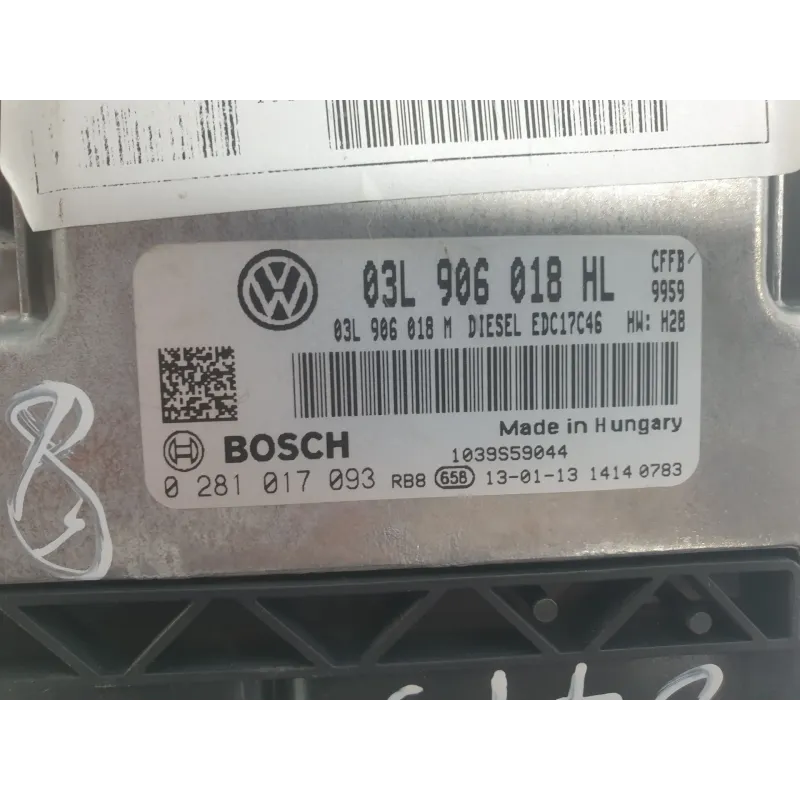 03L 906 018 HL CFFB
9959
03L 906 018 M DIESEL EDC17C46 HW: H28
Made in Hungary
BOSCH 1039S59044
0 281 017 093 RB8 658 13-01-13 1414 0783
8